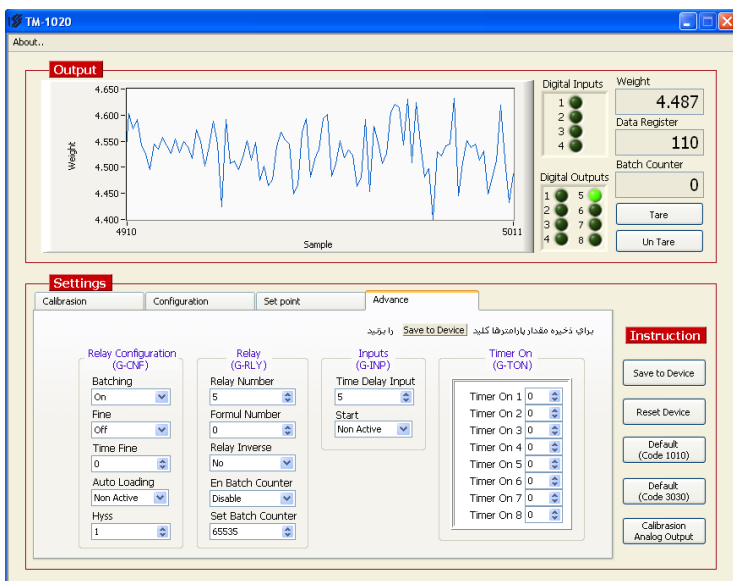 TM-1020
About..
Output
4.650
4.600
4.550
4.500
4.450
4.400
Weight
4910
5011
Sample
Digital Inputs
1
2
3
4
Digital Outputs
1 5
2 6
3 7
4 8
Weight
4.487
Data Register
110
Batch Counter
0
Tare
Un Tare
Settings
Calibrasion
Configuration
Set point
Advance
براي ذخيره مقدار پارامترها كليد Save to Device را بزنيد
Relay Configuration
(G-CNF)
Batching
On
Fine
Off
Time Fine
0
Auto Loading
Non Active
Hyss
1
Relay
(G-RLY)
Relay Number
5
Formul Number
0
Relay Inverse
No
En Batch Counter
Disable
Set Batch Counter
65535
Inputs
(G-INP)
Time Delay Input
5
Start
Non Active
Timer On
(G-TON)
Timer On 1 0
Timer On 2 0
Timer On 3 0
Timer On 4 0
Timer On 5 0
Timer On 6 0
Timer On 7 0
Timer On 8 0
Instruction
Save to Device
Reset Device
Default
(Code 1010)
Default
(Code 3030)
Calibrasion
Analog Output